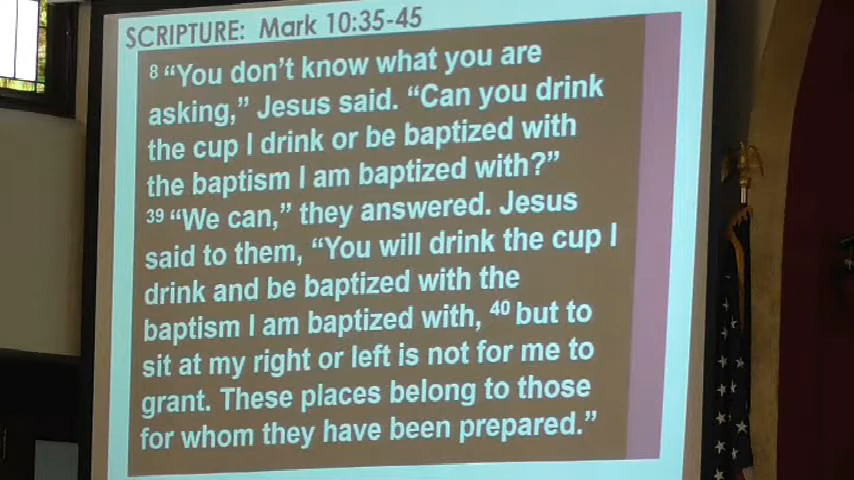 SCRIPTURE: Mark 10:35-45
8 “You don’t know what you are
asking,” Jesus said. “Can you drink
the cup I drink or be baptized with
the baptism I am baptized with?”
39 “We can,” they answered. Jesus
said to them, “You will drink the cup I
drink and be baptized with the
baptism I am baptized with, 40 but to
sit at my right or left is not for me to
grant. These places belong to those
for whom they have been prepared.”